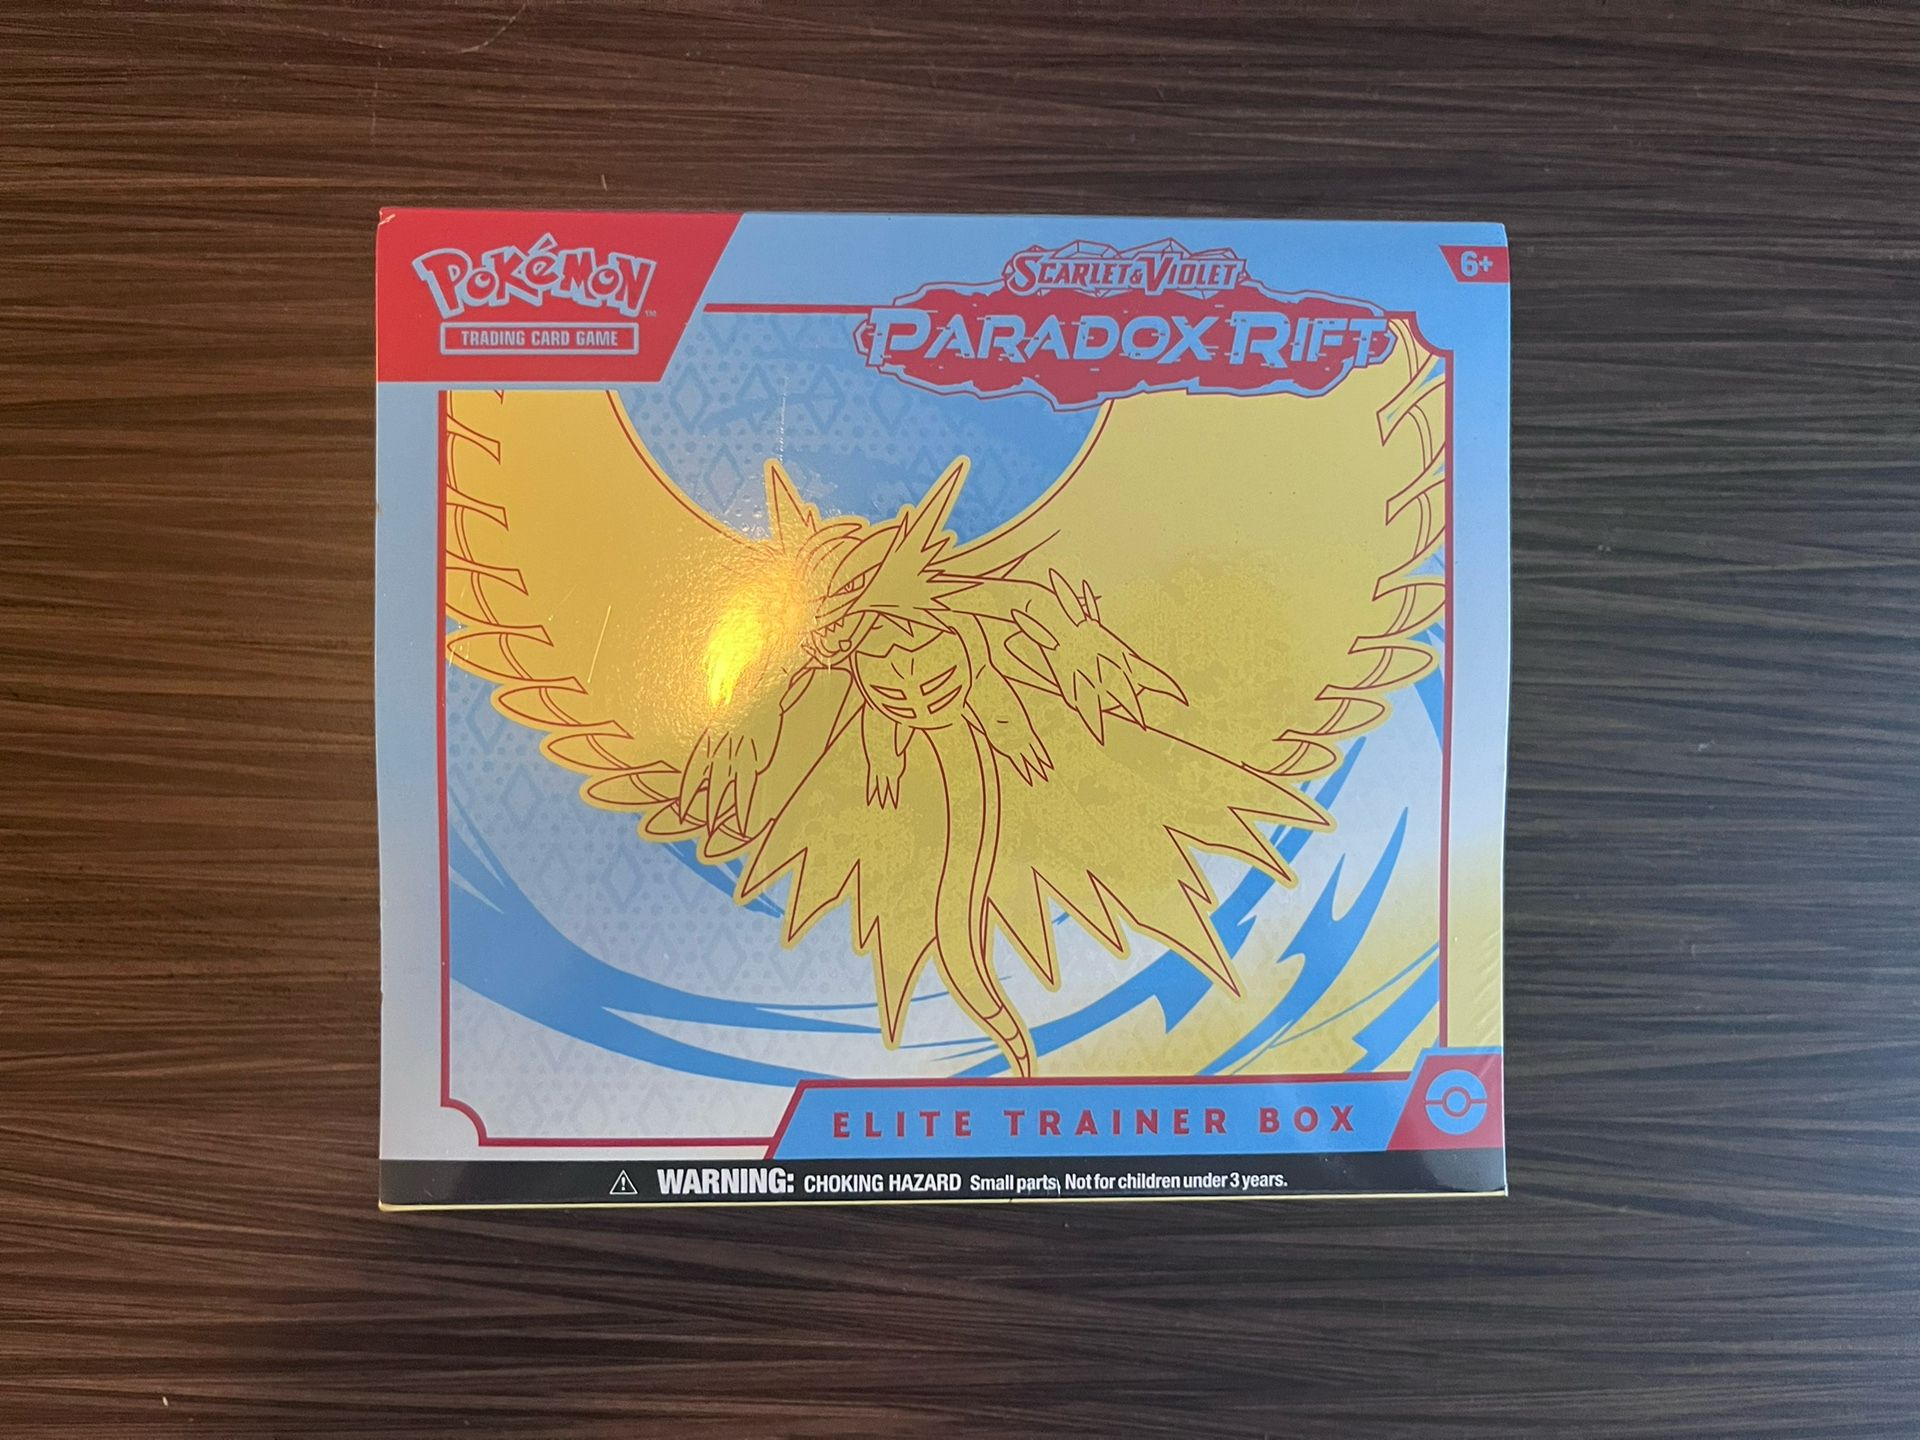 POKéMON
TM
TRADING CARD GAME
SCARLET & VIOLET
PARADOX RIFT
6+
ELITE TRAINER BOX
WARNING: CHOKING HAZARD Small parts. Not for children under 3 years.